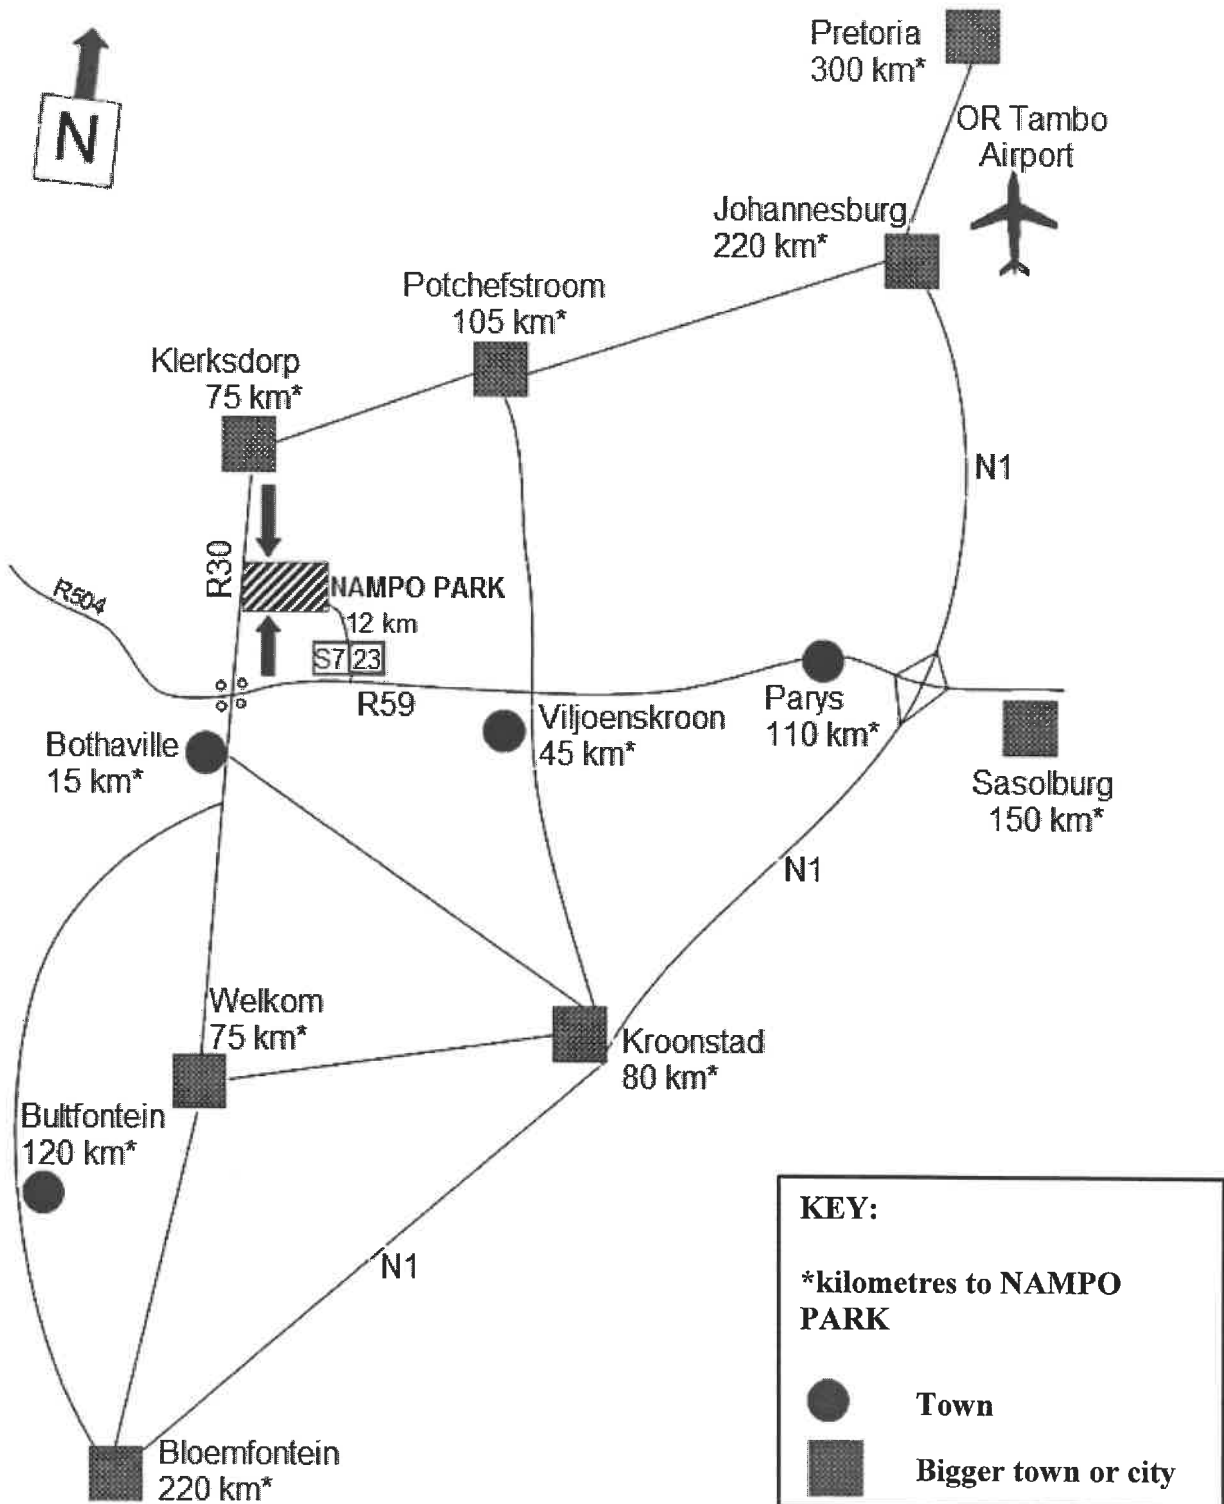 N
Pretoria
300 km*
OR Tambo
Airport
Johannesburg
220 km*
Potchefstroom
105 km*
Klerksdorp
75 km*
N1
R30
NAMPO PARK
R504
12 km
S7 23
R59
Parys
110 km*
Viljoenskroon
45 km*
Bothaville
15 km*
Sasolburg
150 km*
N1
Welkom
75 km*
Kroonstad
80 km*
Bultfontein
120 km*
N1
Bloemfontein
220 km*
KEY:
*kilometres to NAMPO
PARK
Town
Bigger town or city